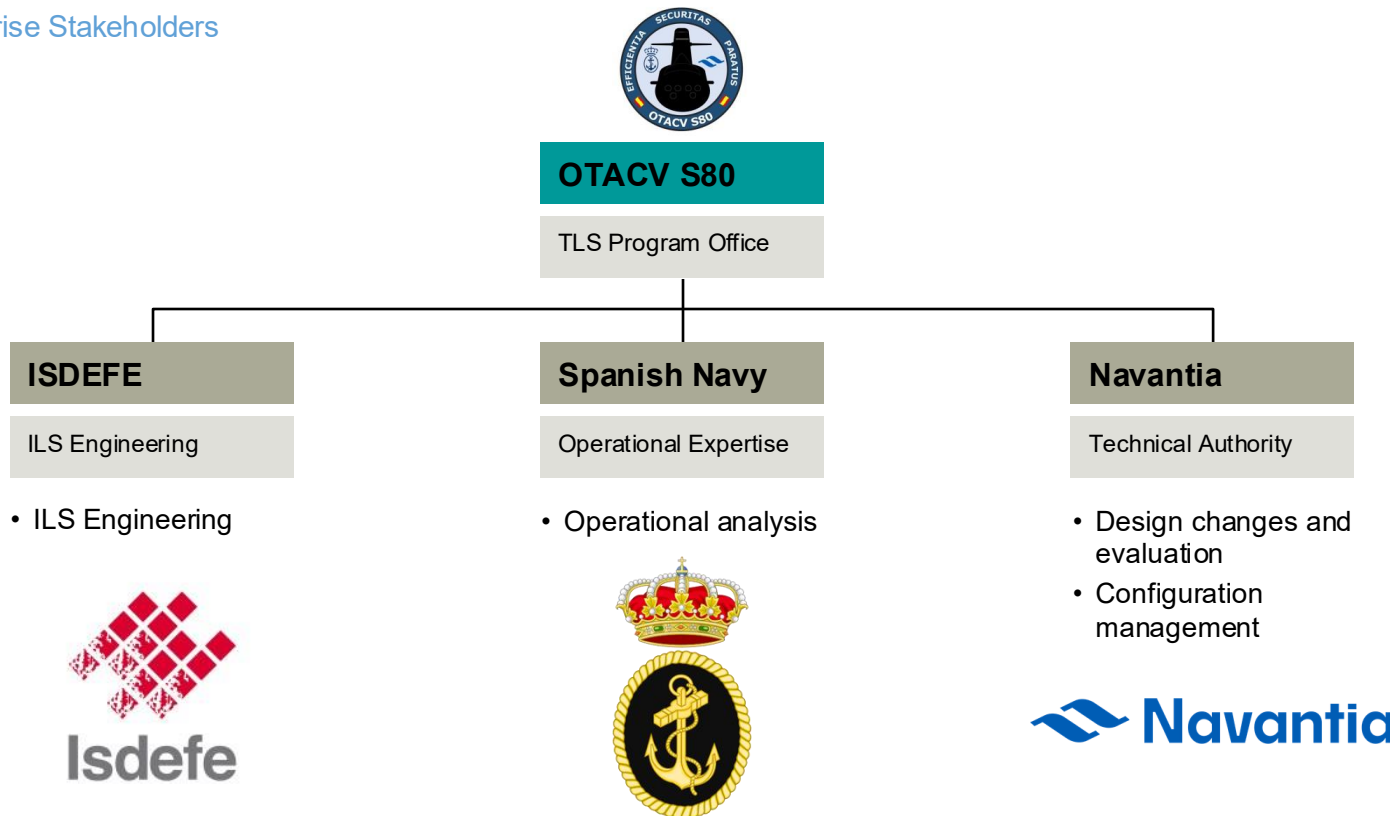 rise Stakeholders
EFFICIENTIA SECURITAS PARATUS
OTACV S80
OTACV S80
TLS Program Office
ISDEFE
Spanish Navy
Navantia
ILS Engineering
Operational Expertise
Technical Authority
• ILS Engineering
• Operational analysis
• Design changes and
evaluation
• Configuration
management
Isdefe
Navantia